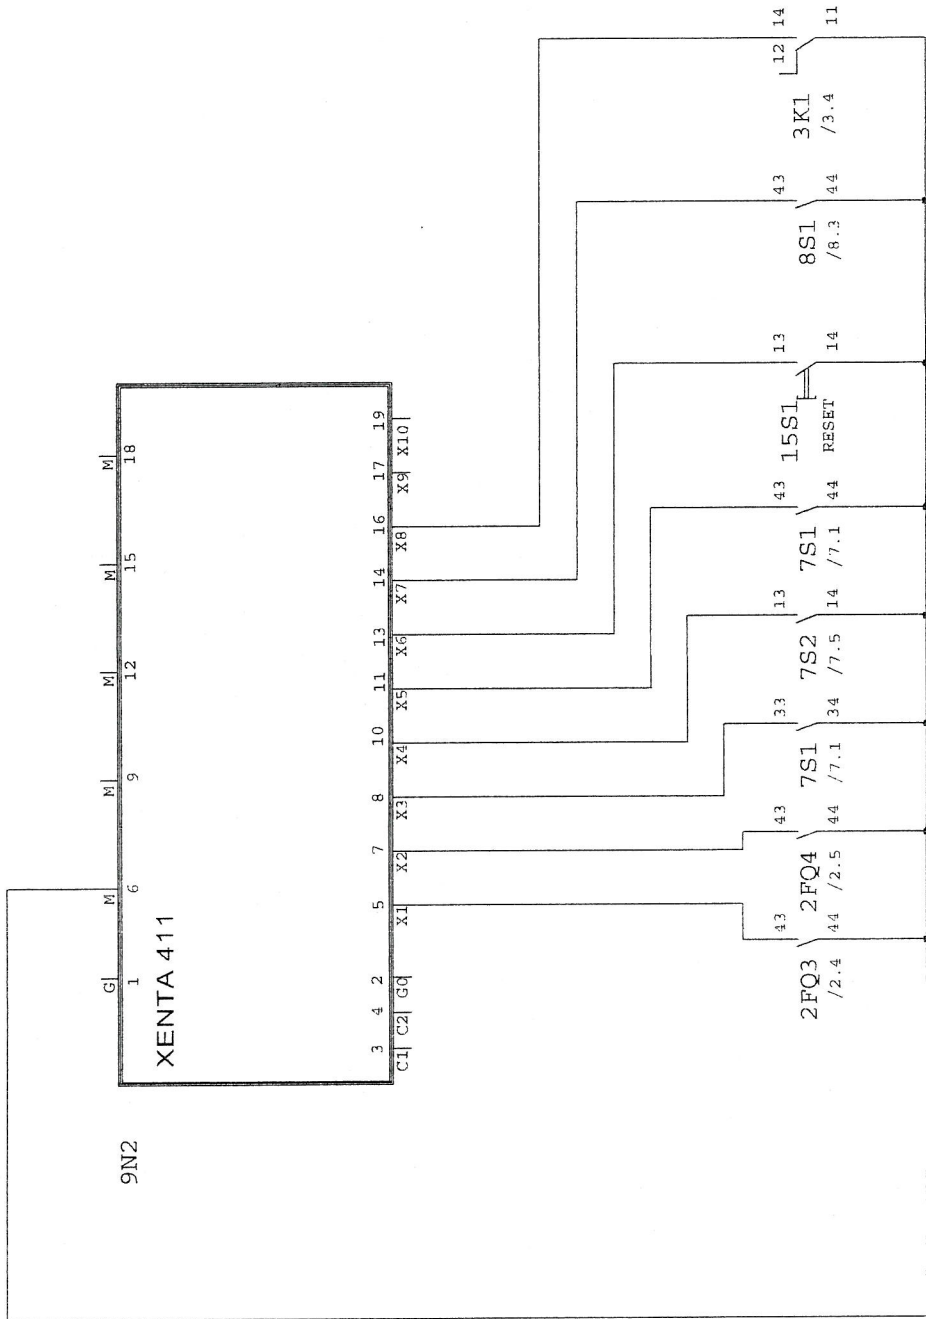 9N2
XENTA 411
G M M M M M
1 6 9 12 15 18
3 4 2 5 7 8 10 11 13 14 16 17 19
C1 C2 G0 X1 X2 X3 X4 X5 X6 X7 X8 X9 X10
43 43 33 13 43 13 43 12 14
2FQ3 2FQ4 7S1 7S2 7S1 15S1 8S1 3K1
44 44 34 14 44 14 44 11
/2.4 /2.5 /7.1 /7.5 /7.1 RESET /8.3 /3.4